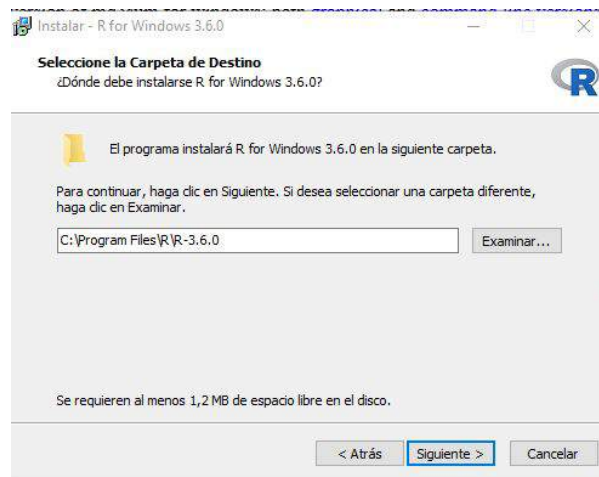 Instalar - R for Windows 3.6.0
Seleccione la Carpeta de Destino
¿Dónde debe instalarse R for Windows 3.6.0?
R
El programa instalará R for Windows 3.6.0 en la siguiente carpeta.
Para continuar, haga clic en Siguiente. Si desea seleccionar una carpeta diferente,
haga clic en Examinar.
C:\Program Files\R\R-3.6.0
Examinar...
Se requieren al menos 1,2 MB de espacio libre en el disco.
< Atrás
Siguiente >
Cancelar